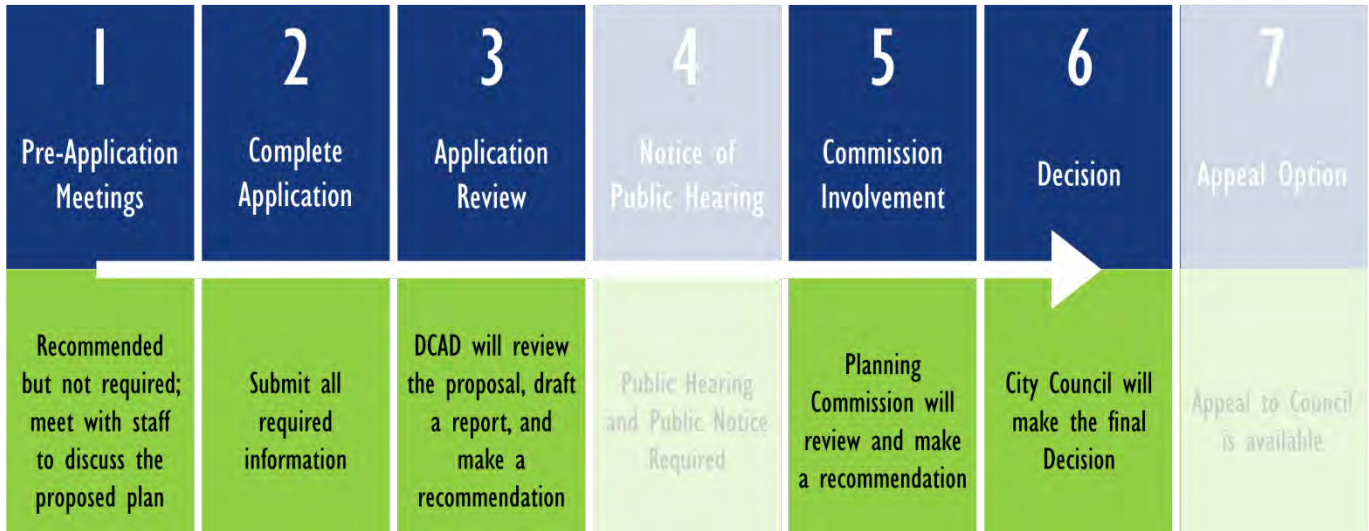 1
Pre-Application
Meetings
Recommended
but not required;
meet with staff
to discuss the
proposed plan
2
Complete
Application
Submit all
required
information
3
Application
Review
DCAD will review
the proposal, draft
a report, and
make a
recommendation
4
Notice of
Public Hearing
Public Hearing
and Public Notice
Required
5
Commission
Involvement
Planning
Commission will
review and make
a recommendation
6
Decision
City Council will
make the final
Decision
7
Appeal Option
Appeal to Council
is available